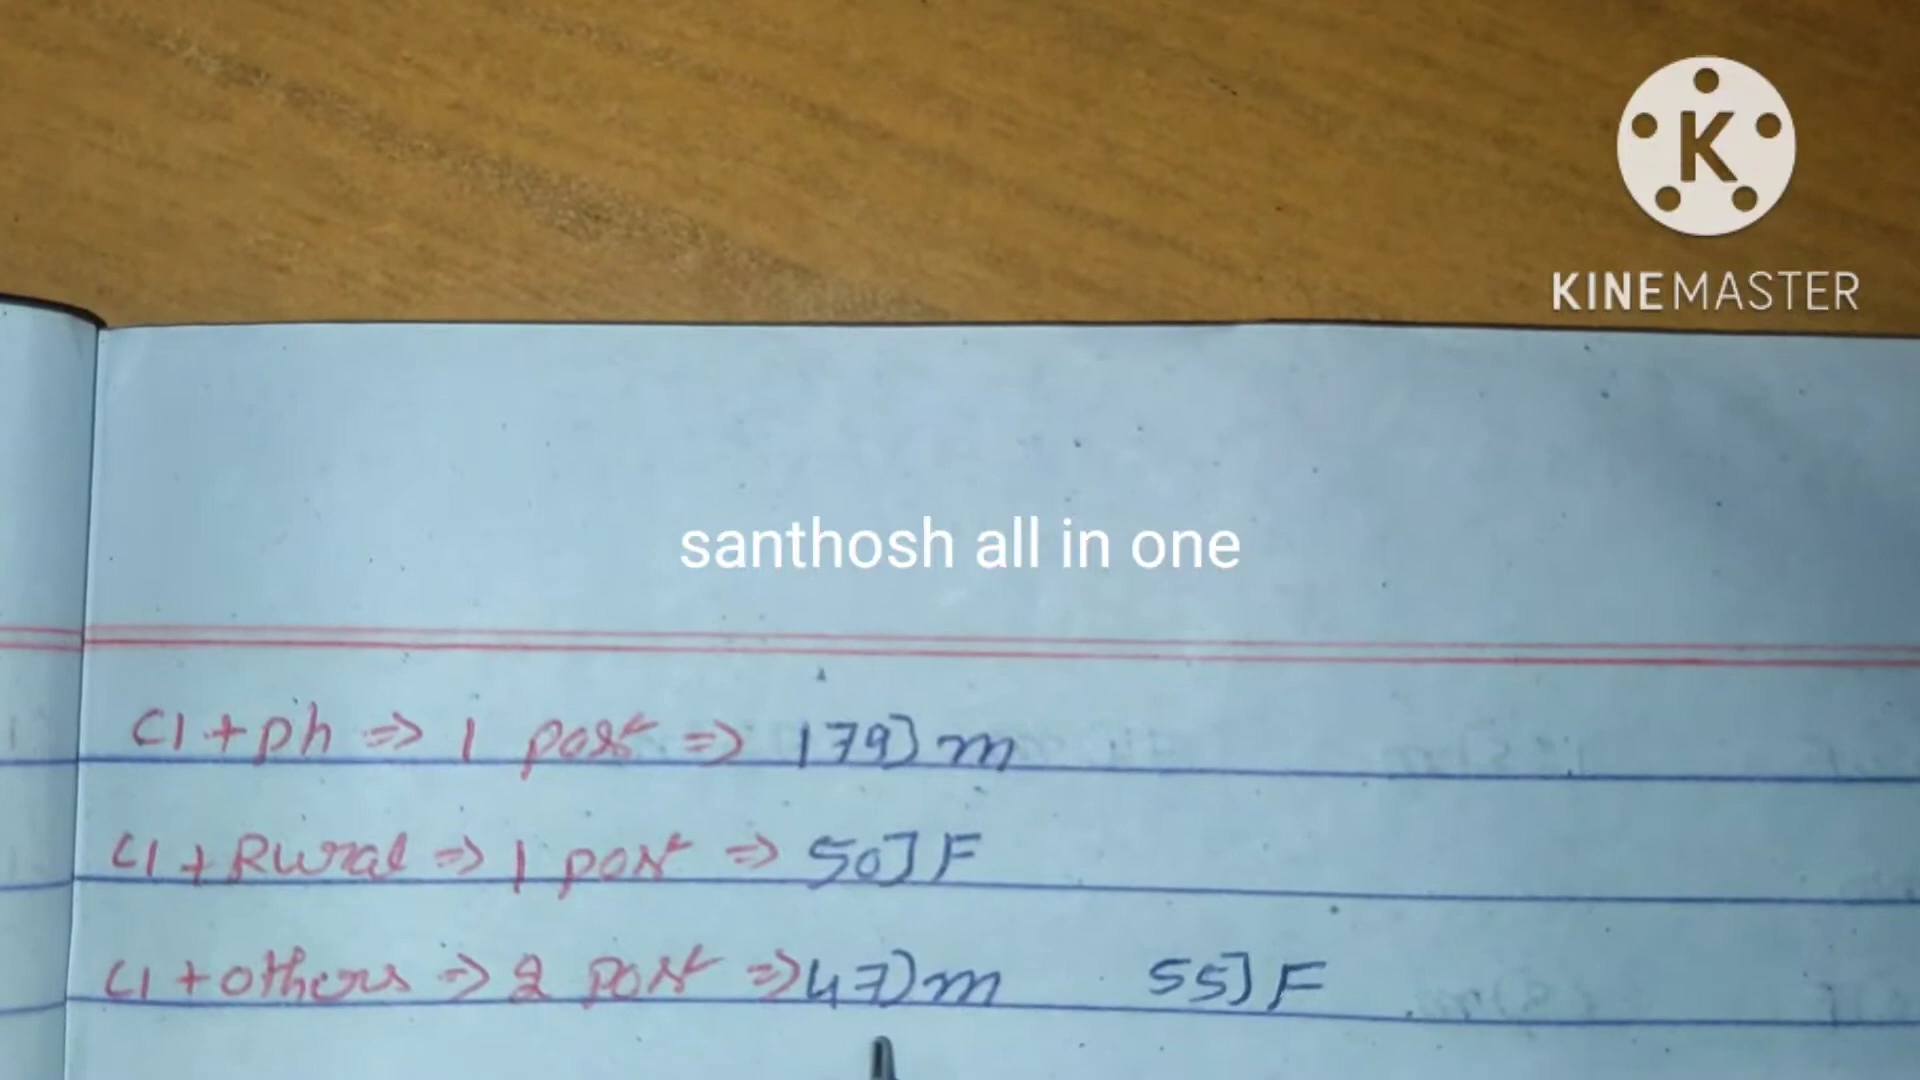 KINEMASTER
santhosh all in one
C1 + ph => 1 post => 179] m
C1 + Rural => 1 post => 50] F
C1 + others => 2 post => 47] m 55] F